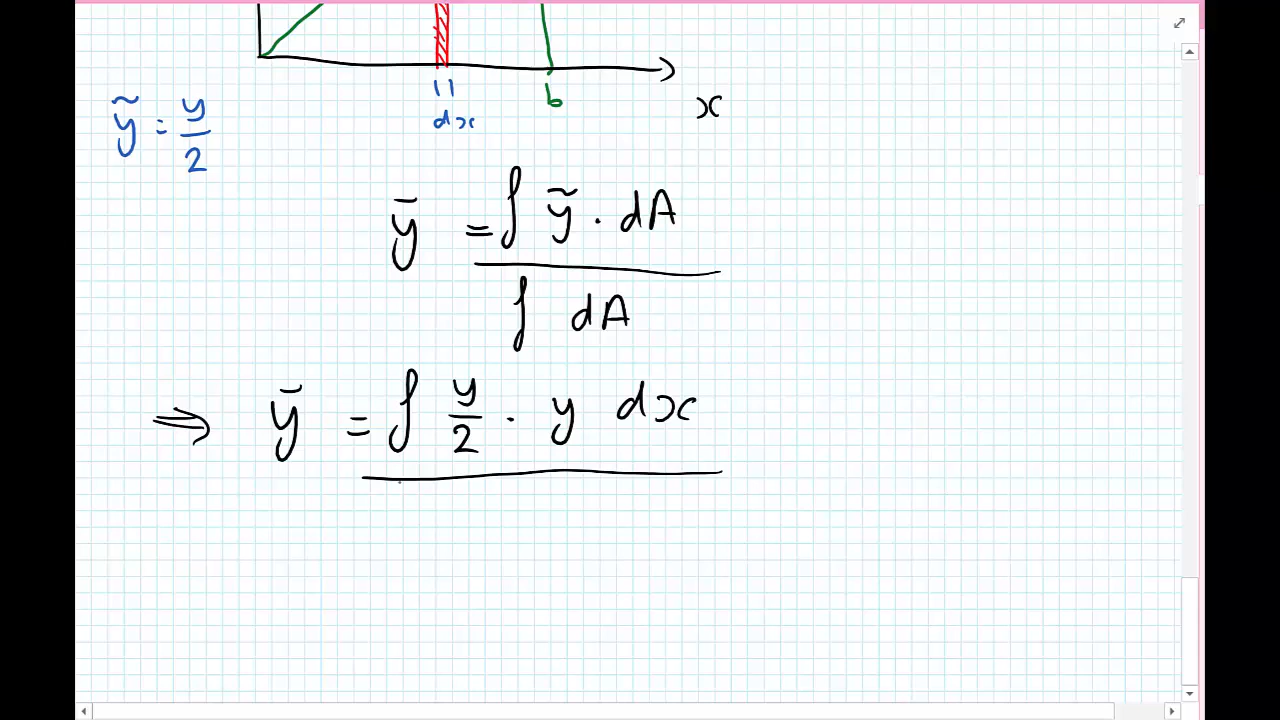 b
dx
x
ỹ = y/2
ȳ = ∫ ỹ · dA / ∫ dA
⇒ ȳ = ∫ y/2 · y dx